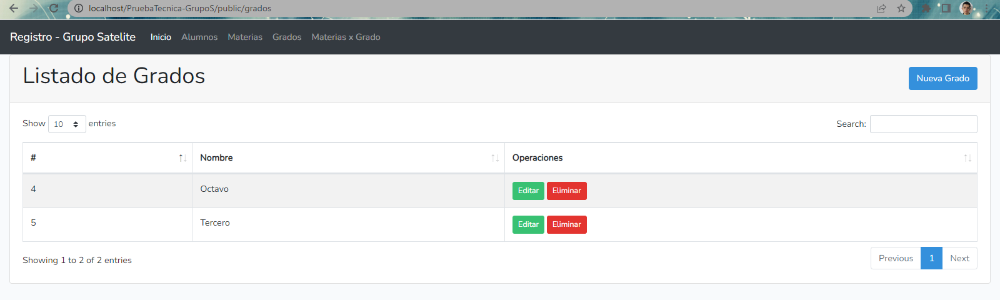 localhost/PruebaTecnica-GrupoS/public/grados
Registro - Grupo Satelite Inicio Alumnos Materias Grados Materias x Grado
Listado de Grados
Nueva Grado
Show 10 entries
Search:
# Nombre Operaciones
4 Octavo Editar Eliminar
5 Tercero Editar Eliminar
Showing 1 to 2 of 2 entries
Previous 1 Next